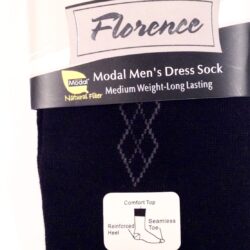 Florence
Modal
Natural Fiber
Modal Men's Dress Sock
Medium Weight-Long Lasting
Comfort Top
Reinforced Heel
Seamless Toe